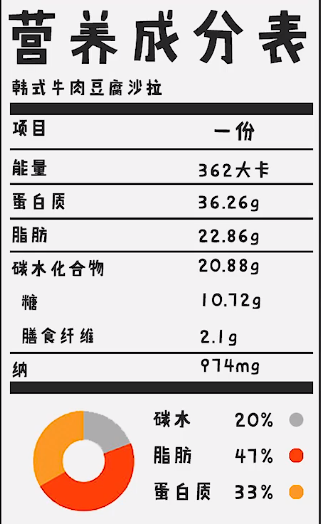 营养成分表
韩式牛肉豆腐沙拉
项目 一份
能量 362大卡
蛋白质 36.26g
脂肪 22.86g
碳水化合物 20.88g
糖 10.72g
膳食纤维 2.1g
纳 974mg
碳水 20%
脂肪 47%
蛋白质 33%